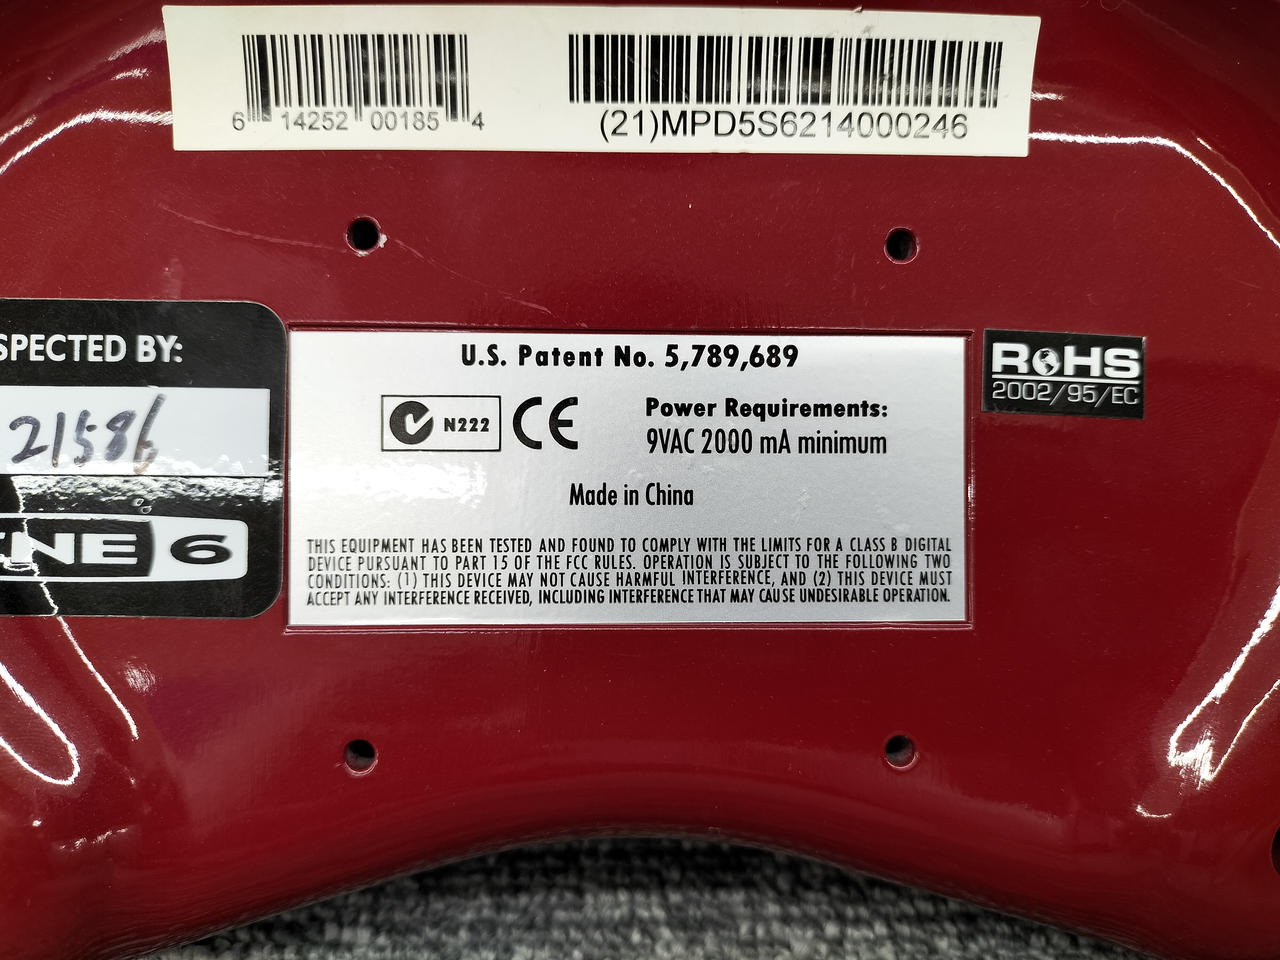 6 14252 00185 4
(21)MPD5S6214000246
SPECTED BY:
21586
NE 6
U.S. Patent No. 5,789,689
N222 CE
Power Requirements:
9VAC 2000 mA minimum
Made in China
THIS EQUIPMENT HAS BEEN TESTED AND FOUND TO COMPLY WITH THE LIMITS FOR A CLASS B DIGITAL
DEVICE PURSUANT TO PART 15 OF THE FCC RULES. OPERATION IS SUBJECT TO THE FOLLOWING TWO
CONDITIONS: (1) THIS DEVICE MAY NOT CAUSE HARMFUL INTERFERENCE, AND (2) THIS DEVICE MUST
ACCEPT ANY INTERFERENCE RECEIVED, INCLUDING INTERFERENCE THAT MAY CAUSE UNDESIRABLE OPERATION.
RoHS
2002/95/EC